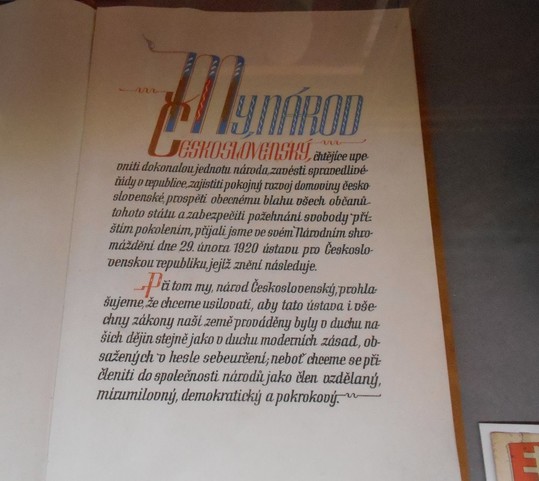 My, NÁROD
ČESKOSLOVENSKÝ, chtějíce upe-
vniti dokonalou jednotu národa, zavésti spravedlivé
řády v republice, zajistiti pokojný rozvoj domoviny česko
slovenské, prospěti obecnému blahu všech občanů
tohoto státu a zabezpečiti požehnání svobody pří-
štím pokolením, přijali jsme ve svém Národním shro-
máždění dne 29. února 1920 ústavu pro Českoslo-
venskou republiku, jejíž znění následuje.
Při tom my, národ Československý, prohla-
šujeme, že chceme usilovati, aby tato ústava i vše-
chny zákony naší země prováděny byly v duchu na-
šich dějin stejně jako v duchu moderních zásad, ob-
sažených v hesle sebeurčení; neboť chceme se při-
členiti do společnosti národů jako člen vzdělaný,
mírumilovný, demokratický a pokrokový.